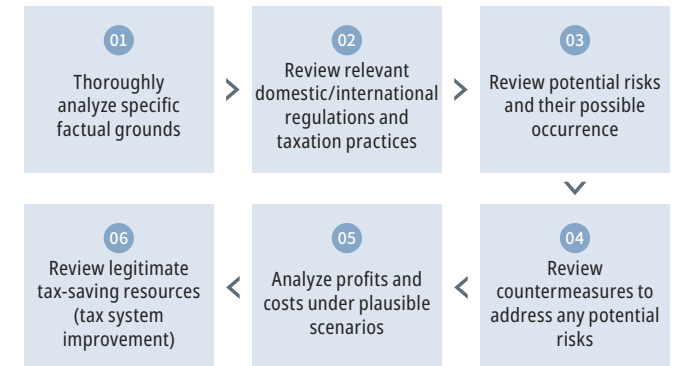 01
Thoroughly
analyze specific
factual grounds
02
Review relevant
domestic/international
regulations and
taxation practices
03
Review potential risks
and their possible
occurrence
04
Review
countermeasures to
address any potential
risks
05
Analyze profits and
costs under plausible
scenarios
06
Review legitimate
tax-saving resources
(tax system
improvement)